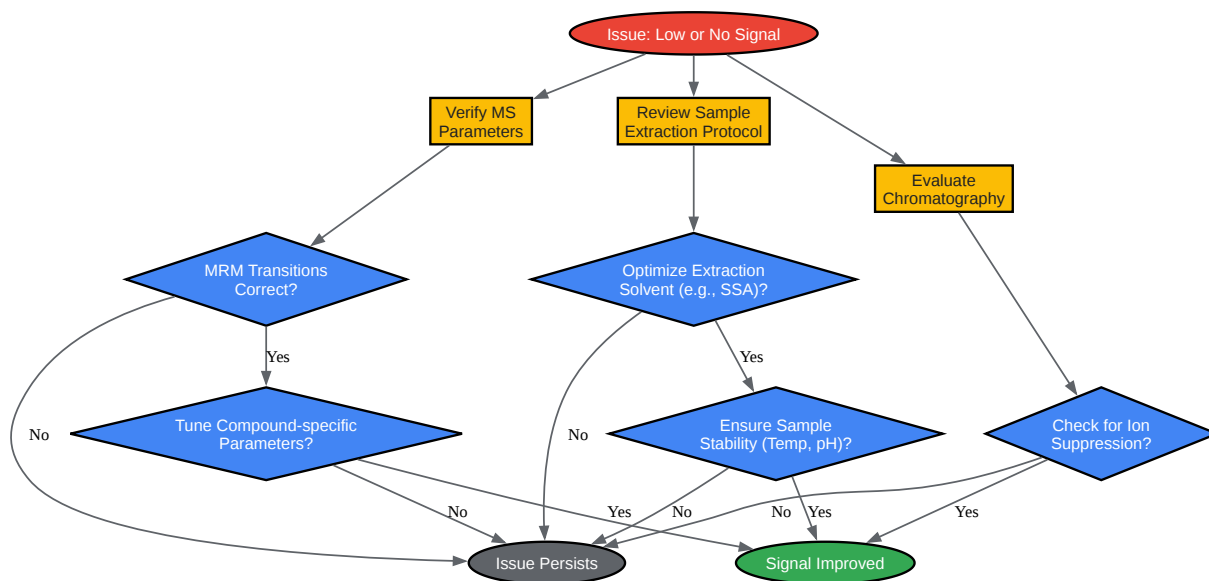 Issue: Low or No Signal
Verify MS
Parameters
Review Sample
Extraction Protocol
Evaluate
Chromatography
MRM Transitions
Correct?
Optimize Extraction
Solvent (e.g., SSA)?
Yes
Yes
Tune Compound-specific
Parameters?
Ensure Sample
Stability (Temp, pH)?
Check for Ion
Suppression?
No
No
No
Yes
No
Yes
No
Yes
Issue Persists
Signal Improved